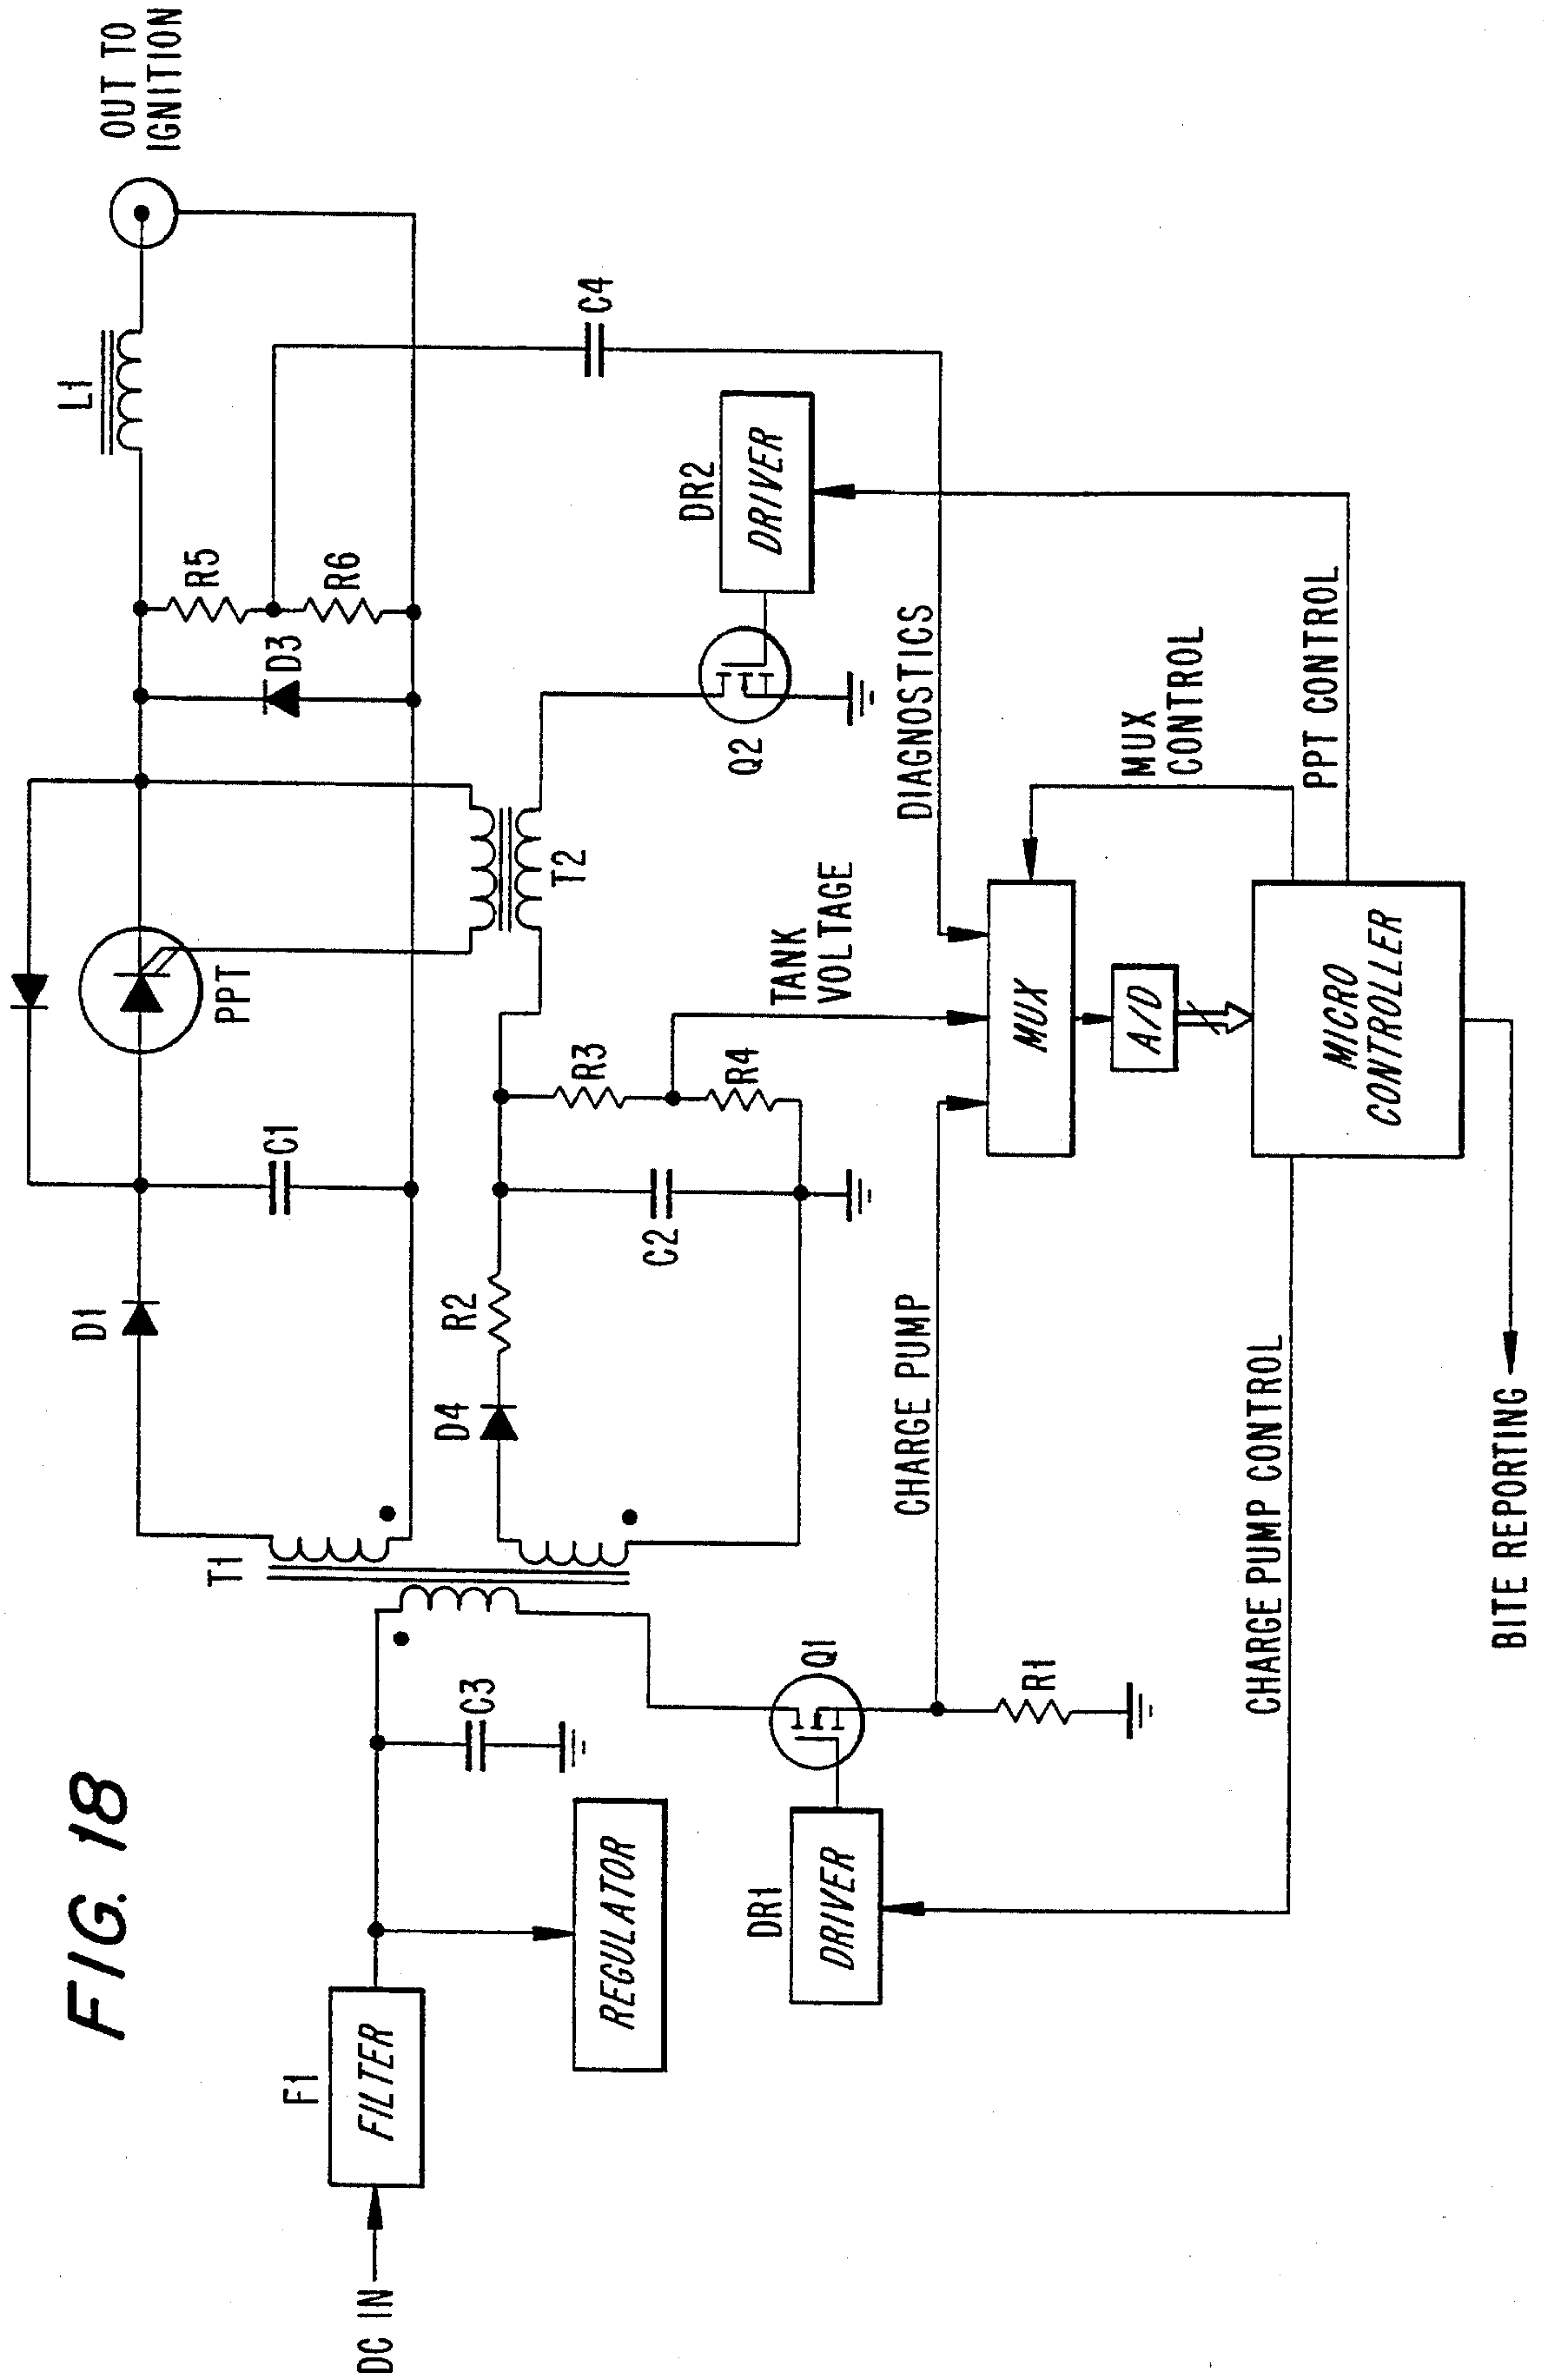 FIG. 18
DC IN
F1
FILTER
REGULATOR
C3
T1
D1
C1
PPT
D3
R5
R6
L1
OUT TO
IGNITION
D4
R2
C2
R3
R4
T2
Q2
DR2
DRIVER
C4
DR1
DRIVER
Q1
R1
CHARGE PUMP
TANK
VOLTAGE
DIAGNOSTICS
MUX
MUX
CONTROL
A/D
MICRO
CONTROLLER
PPT CONTROL
CHARGE PUMP CONTROL
BITE REPORTING